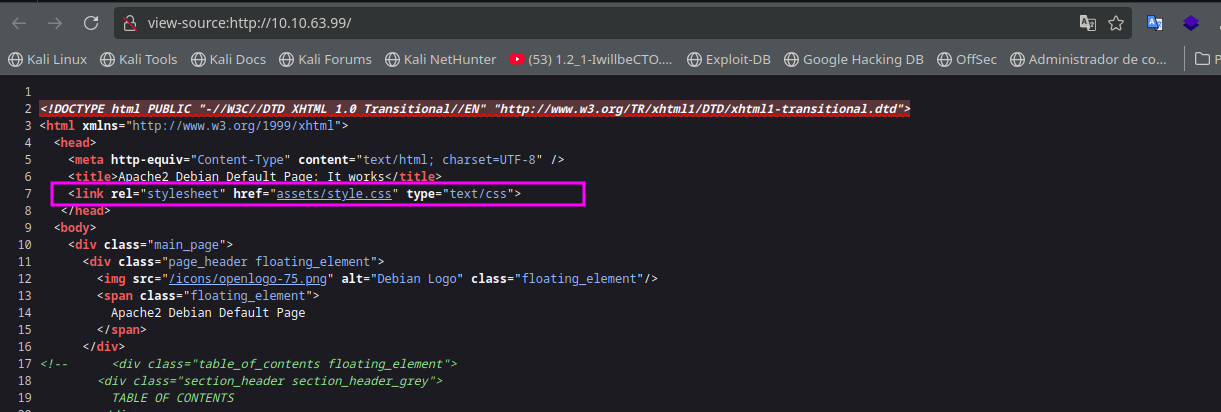 view-source:http://10.10.63.99/
Kali Linux Kali Tools Kali Docs Kali Forums Kali NetHunter (53) 1.2_1-IwillbeCTO.... Exploit-DB Google Hacking DB OffSec Administrador de co... P
1
2 <!DOCTYPE html PUBLIC "-//W3C//DTD XHTML 1.0 Transitional//EN" "http://www.w3.org/TR/xhtml1/DTD/xhtml1-transitional.dtd">
3 <html xmlns="http://www.w3.org/1999/xhtml">
4 <head>
5 <meta http-equiv="Content-Type" content="text/html; charset=UTF-8" />
6 <title>Apache2 Debian Default Page: It works</title>
7 <link rel="stylesheet" href="assets/style.css" type="text/css">
8 </head>
9 <body>
10 <div class="main_page">
11 <div class="page_header floating_element">
12 <img src="/icons/openlogo-75.png" alt="Debian Logo" class="floating_element"/>
13 <span class="floating_element">
14 Apache2 Debian Default Page
15 </span>
16 </div>
17 <!-- <div class="table_of_contents floating_element">
18 <div class="section_header section_header_grey">
19 TABLE OF CONTENTS